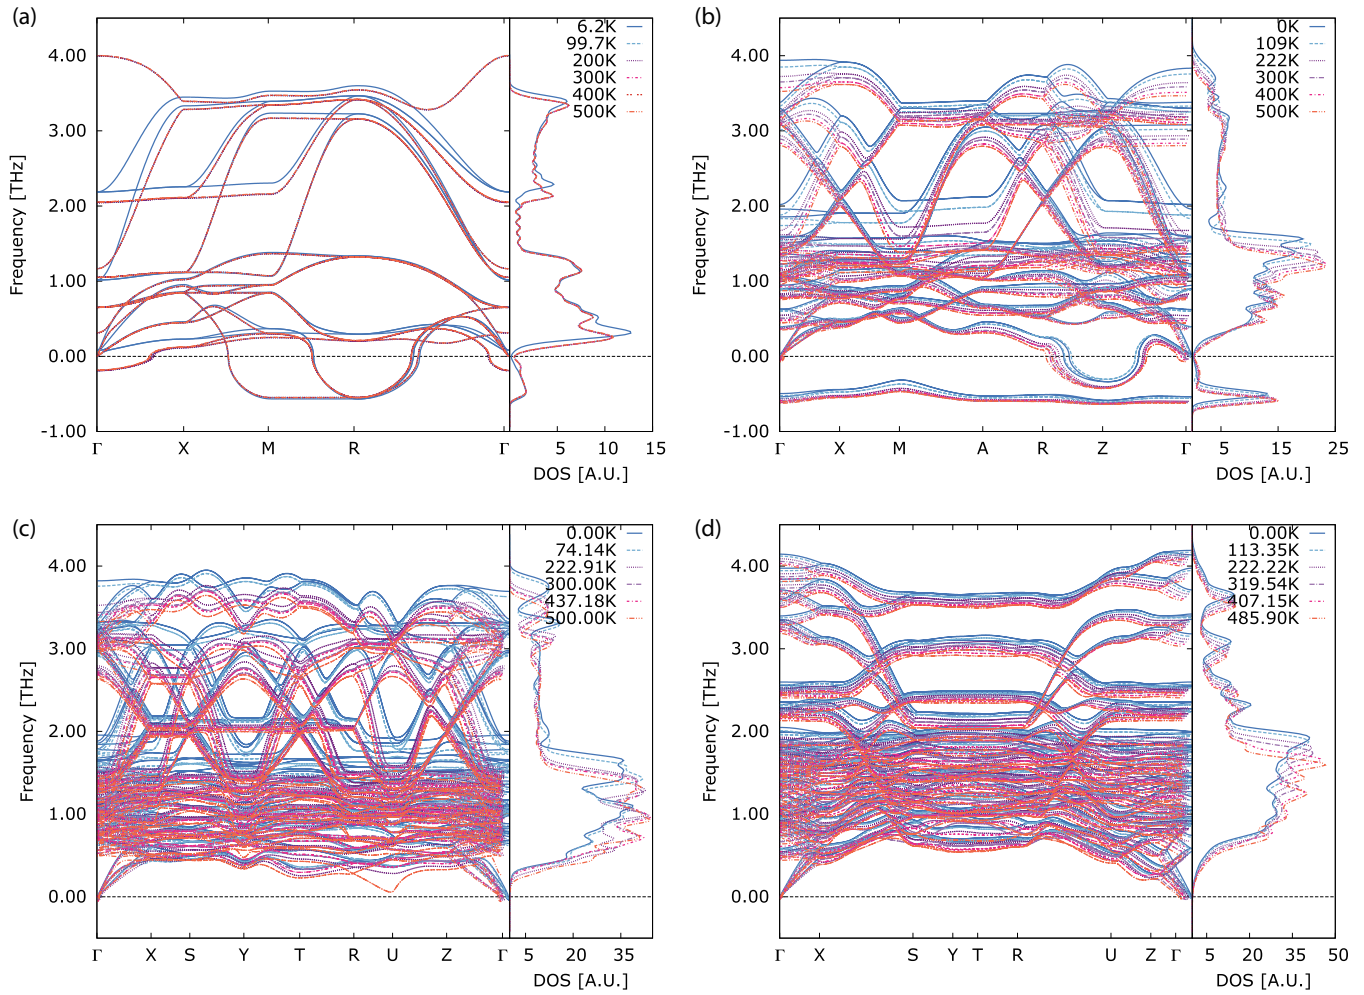 (a)
6.2K
99.7K
200K
300K
400K
500K
4.00
3.00
2.00
1.00
0.00
-1.00
Frequency [THz]
Γ X M R Γ 5 10 15
DOS [A.U.]
(b)
0K
109K
222K
300K
400K
500K
4.00
3.00
2.00
1.00
0.00
-1.00
Frequency [THz]
Γ X M A R Z Γ 5 15 25
DOS [A.U.]
(c)
0.00K
74.14K
222.91K
300.00K
437.18K
500.00K
4.00
3.00
2.00
1.00
0.00
Frequency [THz]
Γ X S Y T R U Z Γ 5 20 35
DOS [A.U.]
(d)
0.00K
113.35K
222.22K
319.54K
407.15K
485.90K
4.00
3.00
2.00
1.00
0.00
Frequency [THz]
Γ X S Y T R U Z Γ 5 20 35 50
DOS [A.U.]